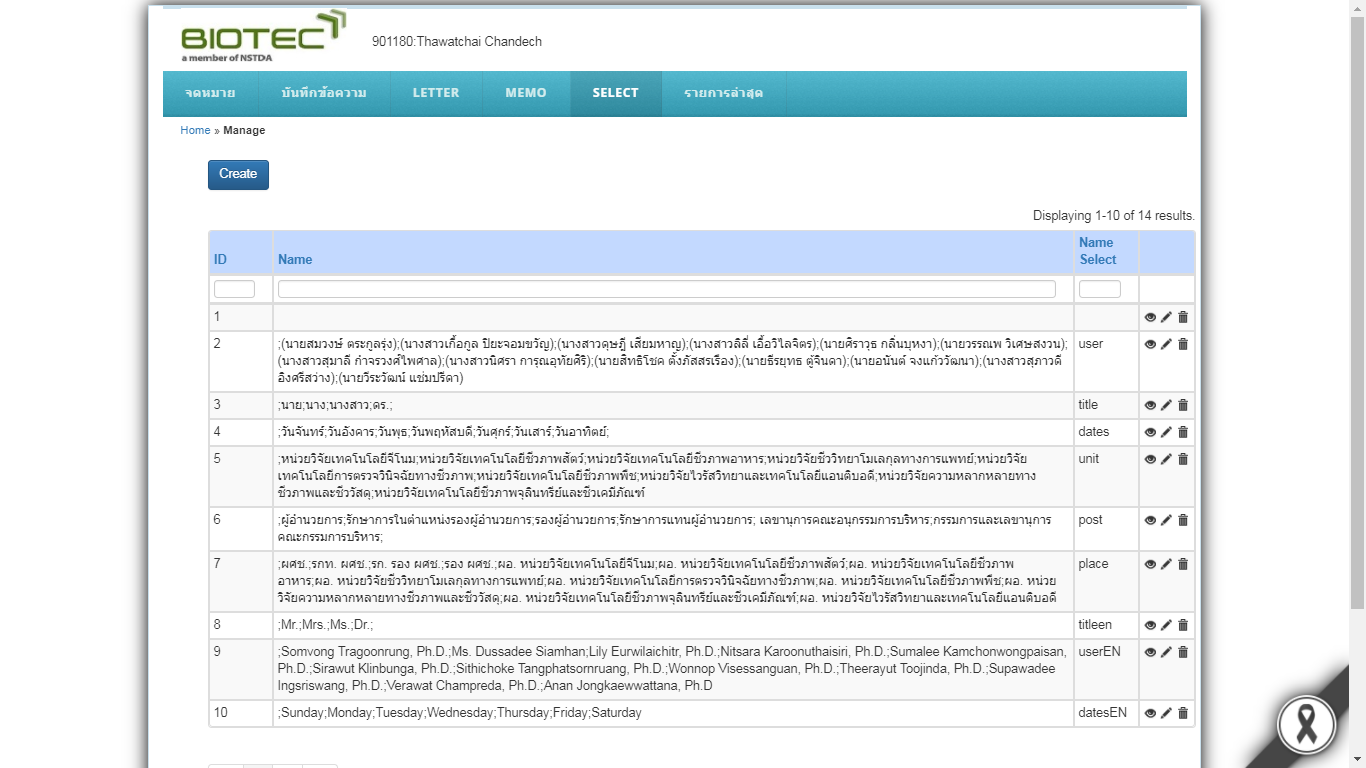 BIOTEC
a member of NSTDA
901180:Thawatchai Chandech
จดหมาย บันทึกข้อความ LETTER MEMO SELECT รายการล่าสุด
Home » Manage
Create
Displaying 1-10 of 14 results.
ID Name Name Select
1
2 ;(นายสมวงษ์ ตระกูลรุ่ง);(นางสาวเกื้อกูล ปิยะจอมขวัญ);(นางสาวดุษฎี เสียมหาญ);(นางสาวลิลี่ เอื้อวิไลจิตร);(นายศิราวุธ กลิ่นบุหงา);(นายวรรณพ วิเศษสงวน); user
(นางสาวสุมาลี กำจรวงศ์ไพศาล);(นางสาวนิศรา การุณอุทัยศิริ);(นายสิทธิโชค ตั้งภัสสรเรือง);(นายธีรยุทธ ตู้จินดา);(นายอนันต์ จงแก้ววัฒนา);(นางสาวสุภาวดี
อิงศรีสว่าง);(นายวีระวัฒน์ แช่มปรีดา)
3 ;นาย;นาง;นางสาว;ดร.; title
4 ;วันจันทร์;วันอังคาร;วันพุธ;วันพฤหัสบดี;วันศุกร์;วันเสาร์;วันอาทิตย์; dates
5 ;หน่วยวิจัยเทคโนโลยีจีโนม;หน่วยวิจัยเทคโนโลยีชีวภาพสัตว์;หน่วยวิจัยเทคโนโลยีชีวภาพอาหาร;หน่วยวิจัยชีววิทยาโมเลกุลทางการแพทย์;หน่วยวิจัย unit
เทคโนโลยีการตรวจวินิจฉัยทางชีวภาพ;หน่วยวิจัยเทคโนโลยีชีวภาพพืช;หน่วยวิจัยไวรัสวิทยาและเทคโนโลยีแอนติบอดี;หน่วยวิจัยความหลากหลายทาง
ชีวภาพและชีววัสดุ;หน่วยวิจัยเทคโนโลยีชีวภาพจุลินทรีย์และชีวเคมีภัณฑ์
6 ;ผู้อำนวยการ;รักษาการในตำแหน่งรองผู้อำนวยการ;รองผู้อำนวยการ;รักษาการแทนผู้อำนวยการ; เลขานุการคณะอนุกรรมการบริหาร;กรรมการและเลขานุการ post
คณะกรรมการบริหาร;
7 ;ผศช.;รกท. ผศช.;รก. รอง ผศช.;รอง ผศช.;ผอ. หน่วยวิจัยเทคโนโลยีจีโนม;ผอ. หน่วยวิจัยเทคโนโลยีชีวภาพสัตว์;ผอ. หน่วยวิจัยเทคโนโลยีชีวภาพ place
อาหาร;ผอ. หน่วยวิจัยชีววิทยาโมเลกุลทางการแพทย์;ผอ. หน่วยวิจัยเทคโนโลยีการตรวจวินิจฉัยทางชีวภาพ;ผอ. หน่วยวิจัยเทคโนโลยีชีวภาพพืช;ผอ. หน่วย
วิจัยความหลากหลายทางชีวภาพและชีววัสดุ;ผอ. หน่วยวิจัยเทคโนโลยีชีวภาพจุลินทรีย์และชีวเคมีภัณฑ์;ผอ. หน่วยวิจัยไวรัสวิทยาและเทคโนโลยีแอนติบอดี
8 ;Mr.;Mrs.;Ms.;Dr.; titleen
9 ;Somvong Tragoonrung, Ph.D.;Ms. Dussadee Siamhan;Lily Eurwilaichitr, Ph.D.;Nitsara Karoonuthaisiri, Ph.D.;Sumalee Kamchonwongpaisan, userEN
Ph.D.;Sirawut Klinbunga, Ph.D.;Sithichoke Tangphatsornruang, Ph.D.;Wonnop Visessanguan, Ph.D.;Theerayut Toojinda, Ph.D.;Supawadee
Ingsriswang, Ph.D.;Verawat Champreda, Ph.D.;Anan Jongkaewwattana, Ph.D
10 ;Sunday;Monday;Tuesday;Wednesday;Thursday;Friday;Saturday datesEN